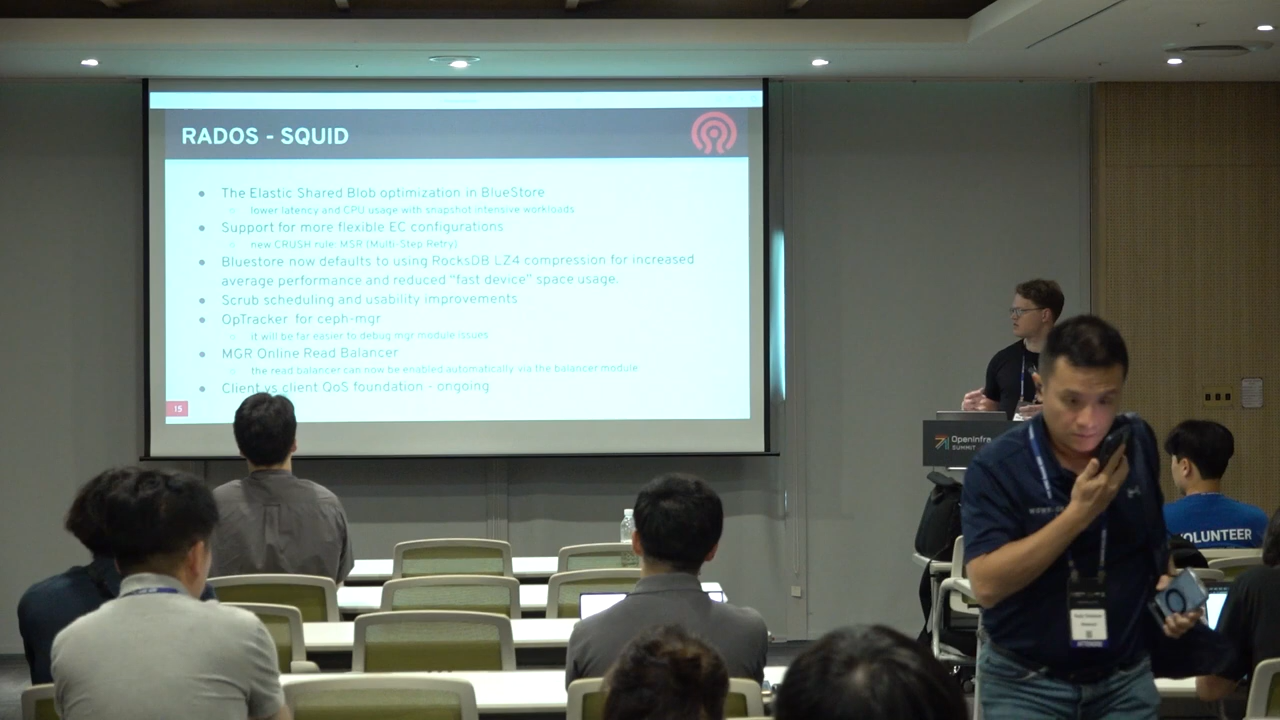 RADOS - SQUID
The Elastic Shared Blob optimization in BlueStore
lower latency and CPU usage with snapshot intensive workloads
Support for more flexible EC configurations
new CRUSH rule: MSR (Multi-Step Retry)
Bluestore now defaults to using RocksDB LZ4 compression for increased
average performance and reduced "fast device" space usage.
Scrub scheduling and usability improvements
OpTracker for ceph-mgr
it will be far easier to debug mgr module issues
MGR Online Read Balancer
the read balancer can now be enabled automatically via the balancer module
Client vs client QoS foundation - ongoing
15
OpenInfra
SUMMIT
VOLUNTEER